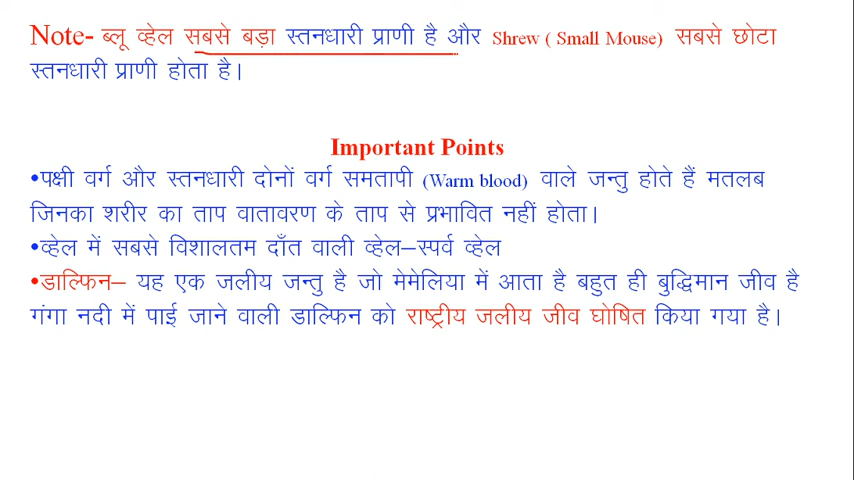 Note- ब्लू व्हेल सबसे बड़ा स्तनधारी प्राणी है और Shrew ( Small Mouse) सबसे छोटा
स्तनधारी प्राणी होता है।
Important Points
•पक्षी वर्ग और स्तनधारी दोनों वर्ग समतापी (Warm blood) वाले जन्तु होते हैं मतलब
जिनका शरीर का ताप वातावरण के ताप से प्रभावित नहीं होता।
•व्हेल में सबसे विशालतम दाँत वाली व्हेल–स्पर्व व्हेल
•डाल्फिन– यह एक जलीय जन्तु है जो मेमेलिया में आता है बहुत ही बुद्धिमान जीव है
गंगा नदी में पाई जाने वाली डाल्फिन को राष्ट्रीय जलीय जीव घोषित किया गया है।